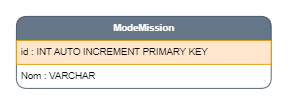 ModeMission
id : INT AUTO INCREMENT PRIMARY KEY
Nom : VARCHAR